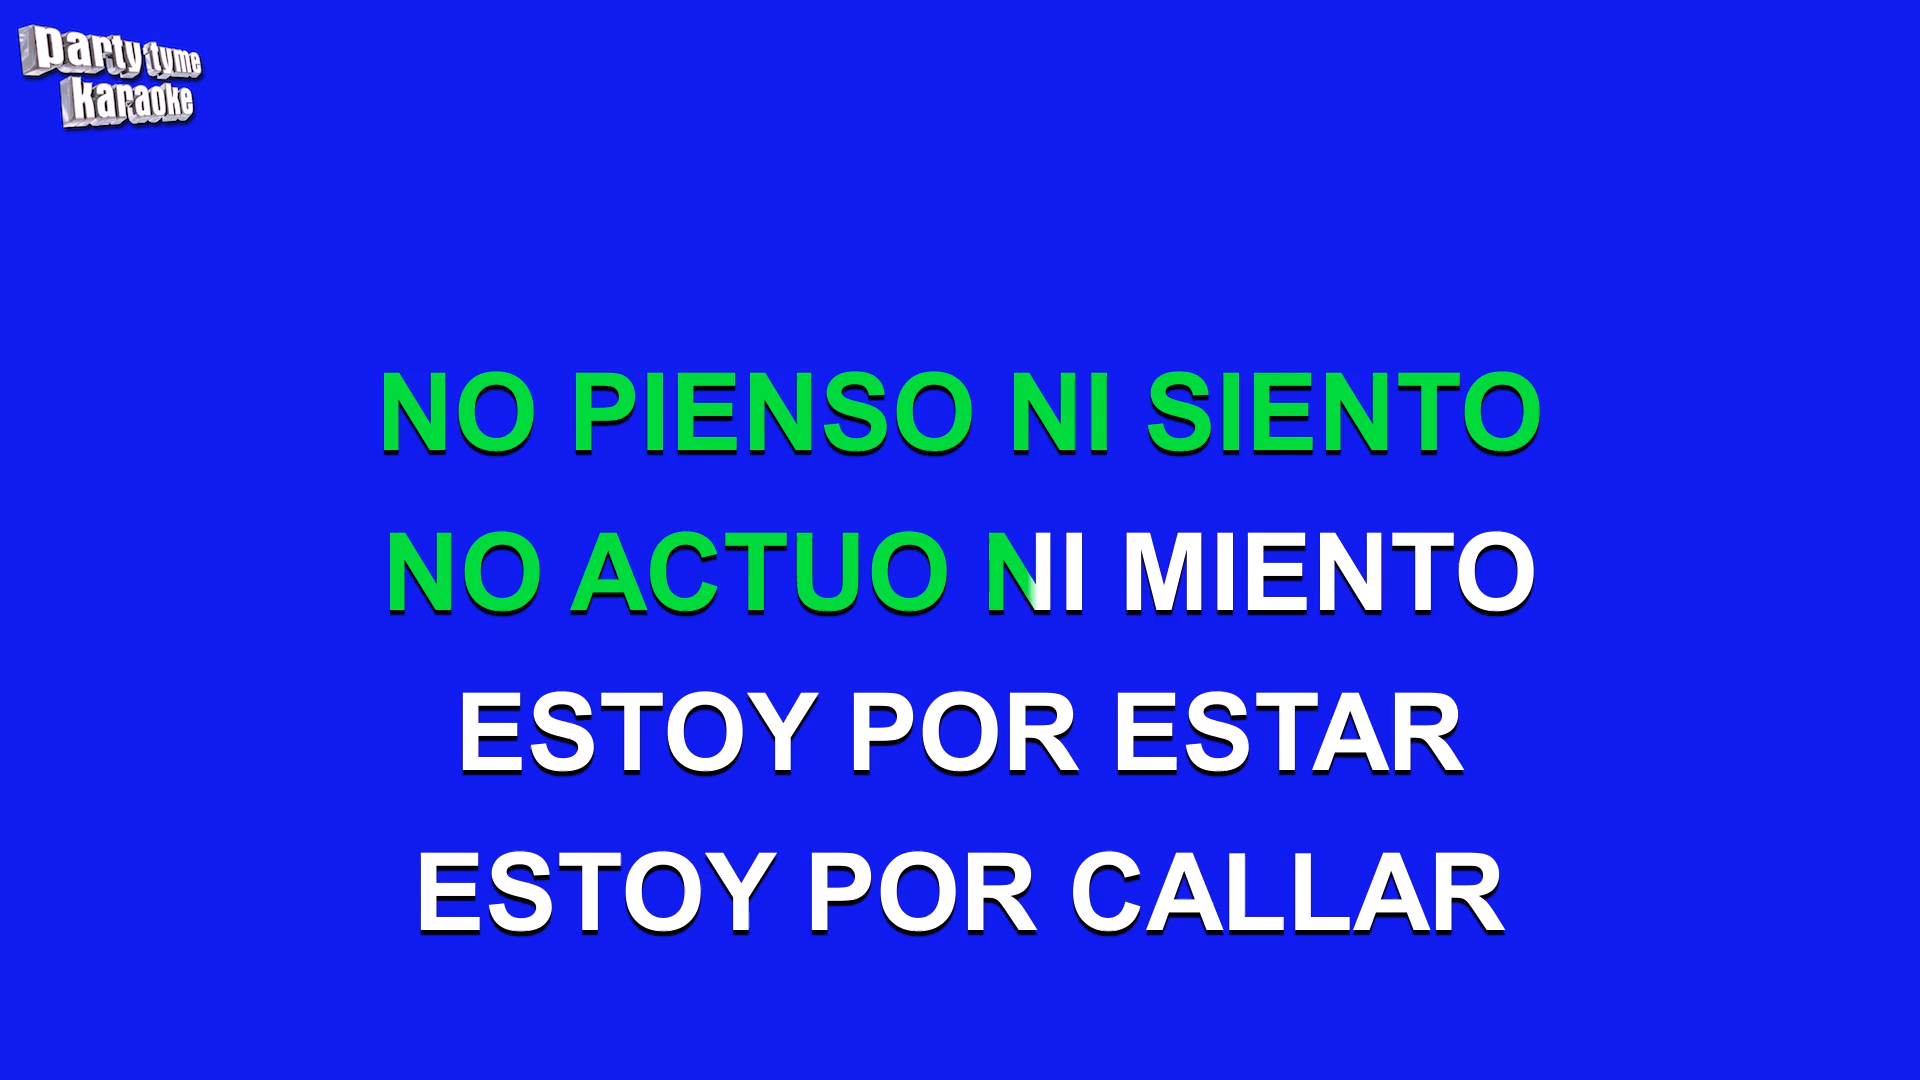 party tyme
karaoke
NO PIENSO NI SIENTO
NO ACTUO NI MIENTO
ESTOY POR ESTAR
ESTOY POR CALLAR